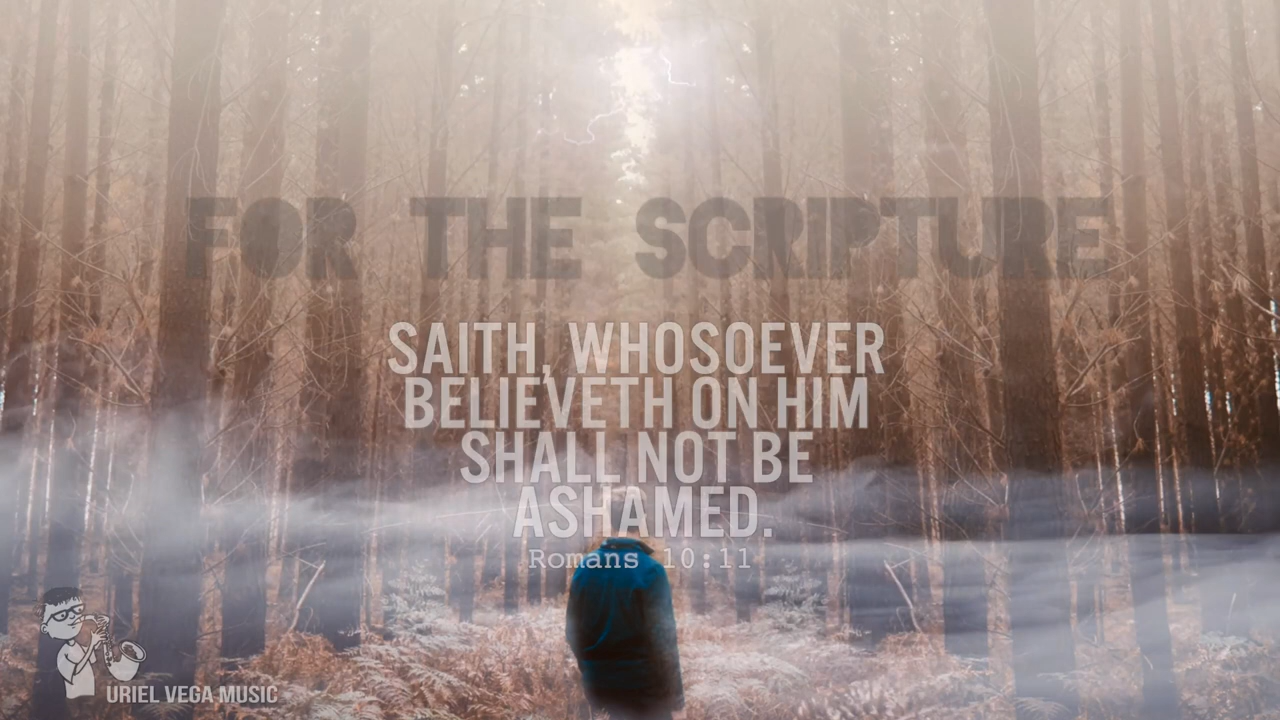 FOR THE SCRIPTURE
SAITH, WHOSOEVER
BELIEVETH ON HIM
SHALL NOT BE
ASHAMED.
Romans 10:11
URIEL VEGA MUSIC